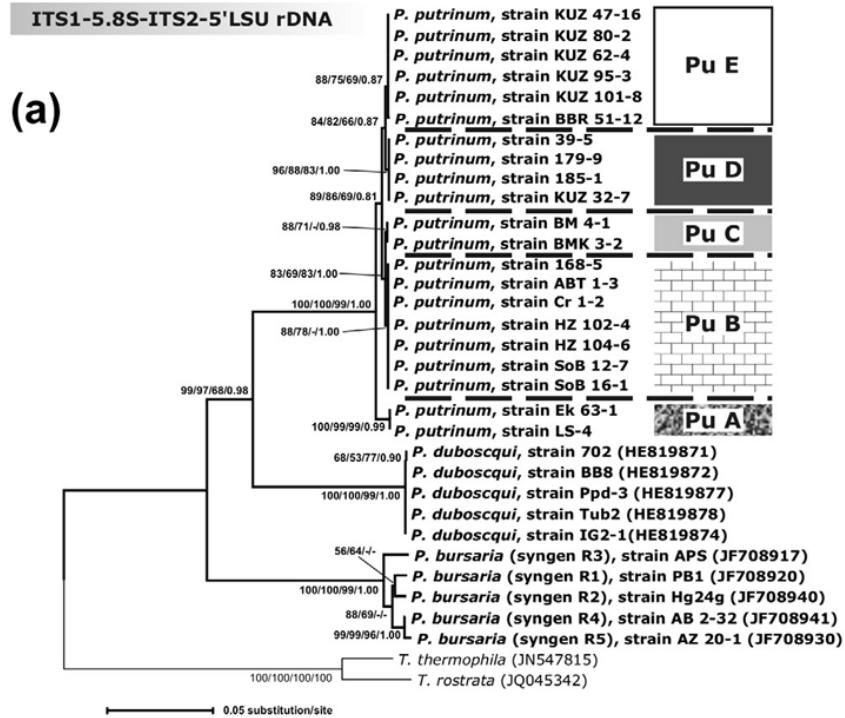 ITS1-5.8S-ITS2-5'LSU rDNA
(a)
P. putrinum, strain KUZ 47-16
P. putrinum, strain KUZ 80-2
P. putrinum, strain KUZ 62-4
P. putrinum, strain KUZ 95-3
P. putrinum, strain KUZ 101-8
P. putrinum, strain BBR 51-12
Pu E
88/75/69/0.87
84/82/66/0.87
P. putrinum, strain 39-5
P. putrinum, strain 179-9
P. putrinum, strain 185-1
P. putrinum, strain KUZ 32-7
Pu D
96/88/83/1.00
89/86/69/0.81
P. putrinum, strain BM 4-1
P. putrinum, strain BMK 3-2
Pu C
88/71/-/0.98
P. putrinum, strain 168-5
P. putrinum, strain ABT 1-3
P. putrinum, strain Cr 1-2
P. putrinum, strain HZ 102-4
P. putrinum, strain HZ 104-6
P. putrinum, strain SoB 12-7
P. putrinum, strain SoB 16-1
Pu B
83/69/83/1.00
100/100/99/1.00
88/78/-/1.00
99/97/68/0.98
P. putrinum, strain Ek 63-1
P. putrinum, strain LS-4
Pu A
100/99/99/0.99
P. duboscqui, strain 702 (HE819871)
P. duboscqui, strain BB8 (HE819872)
P. duboscqui, strain Ppd-3 (HE819877)
P. duboscqui, strain Tub2 (HE819878)
P. duboscqui, strain IG2-1(HE819874)
68/53/77/0.90
100/100/99/1.00
P. bursaria (syngen R3), strain APS (JF708917)
P. bursaria (syngen R1), strain PB1 (JF708920)
P. bursaria (syngen R2), strain Hg24g (JF708940)
P. bursaria (syngen R4), strain AB 2-32 (JF708941)
P. bursaria (syngen R5), strain AZ 20-1 (JF708930)
56/64/-/-
100/100/99/1.00
88/69/-/-
99/99/96/1.00
T. thermophila (JN547815)
T. rostrata (JQ045342)
100/100/100/100
0.05 substitution/site